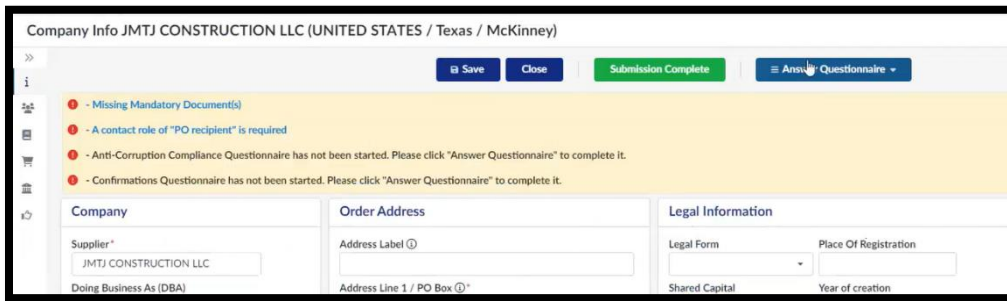 Company Info JMTJ CONSTRUCTION LLC (UNITED STATES / Texas / McKinney)
Save Close Submission Complete Answer Questionnaire
- Missing Mandatory Document(s)
- A contact role of "PO recipient" is required
- Anti-Corruption Compliance Questionnaire has not been started. Please click "Answer Questionnaire" to complete it.
- Confirmations Questionnaire has not been started. Please click "Answer Questionnaire" to complete it.
Company Order Address Legal Information
Supplier* Address Label Legal Form Place Of Registration
JMTJ CONSTRUCTION LLC
Doing Business As (DBA) Address Line 1 / PO Box * Shared Capital Year of creation